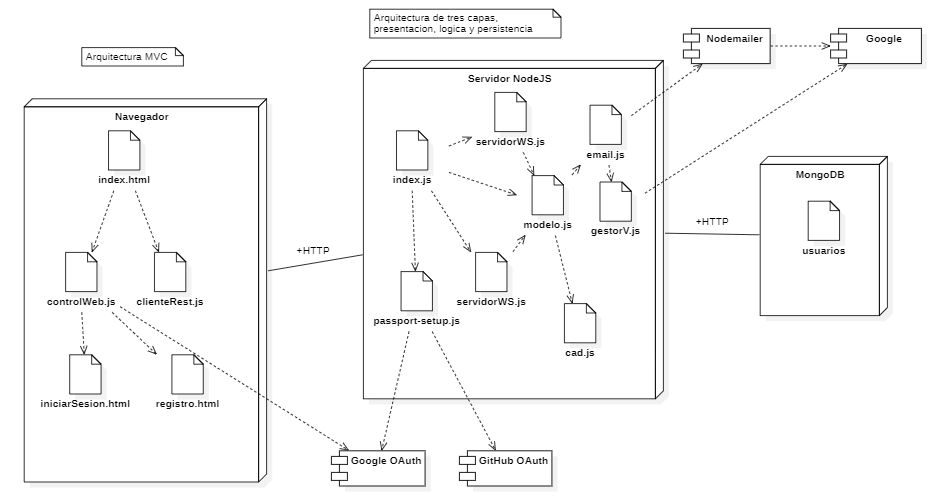 Arquitectura de tres capas,
presentacion, logica y persistencia
Arquitectura MVC
Nodemailer
Google
Servidor NodeJS
Navegador
servidorWS.js
email.js
MongoDB
index.html
index.js
modelo.js
gestorV.js
+HTTP
usuarios
+HTTP
controlWeb.js
clienteRest.js
servidorWS.js
passport-setup.js
cad.js
iniciarSesion.html
registro.html
Google OAuth
GitHub OAuth